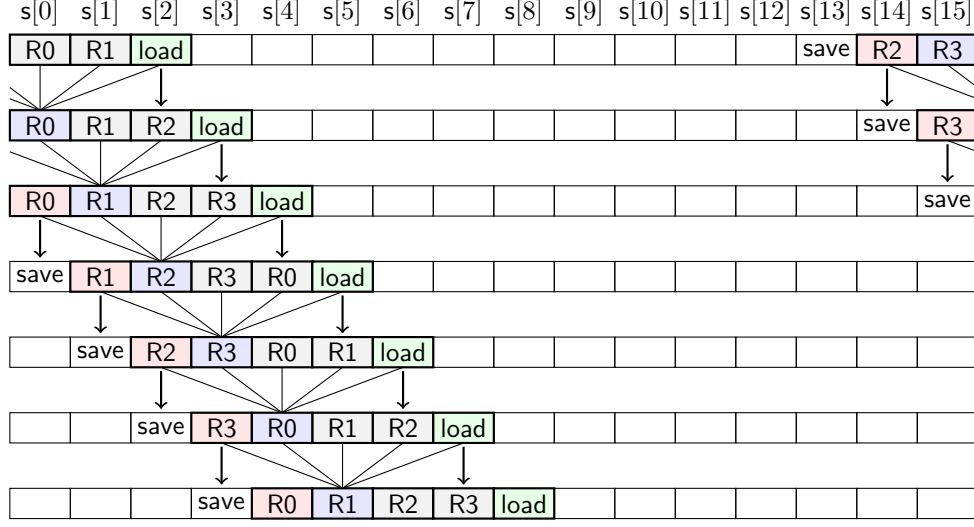 s[0] s[1] s[2] s[3] s[4] s[5] s[6] s[7] s[8] s[9] s[10] s[11] s[12] s[13] s[14] s[15]
R0 R1 load save R2 R3
R0 R1 R2 load save R3
R0 R1 R2 R3 load save
save R1 R2 R3 R0 load
save R2 R3 R0 R1 load
save R3 R0 R1 R2 load
save R0 R1 R2 R3 load